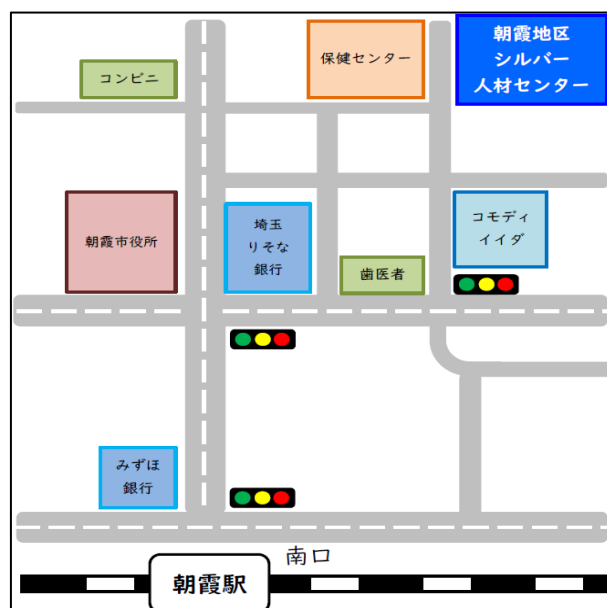 朝霞地区
シルバー
人材センター
保健センター
コンビニ
朝霞市役所
埼玉
りそな
銀行
歯医者
コモディ
イイダ
みずほ
銀行
南口
朝霞駅